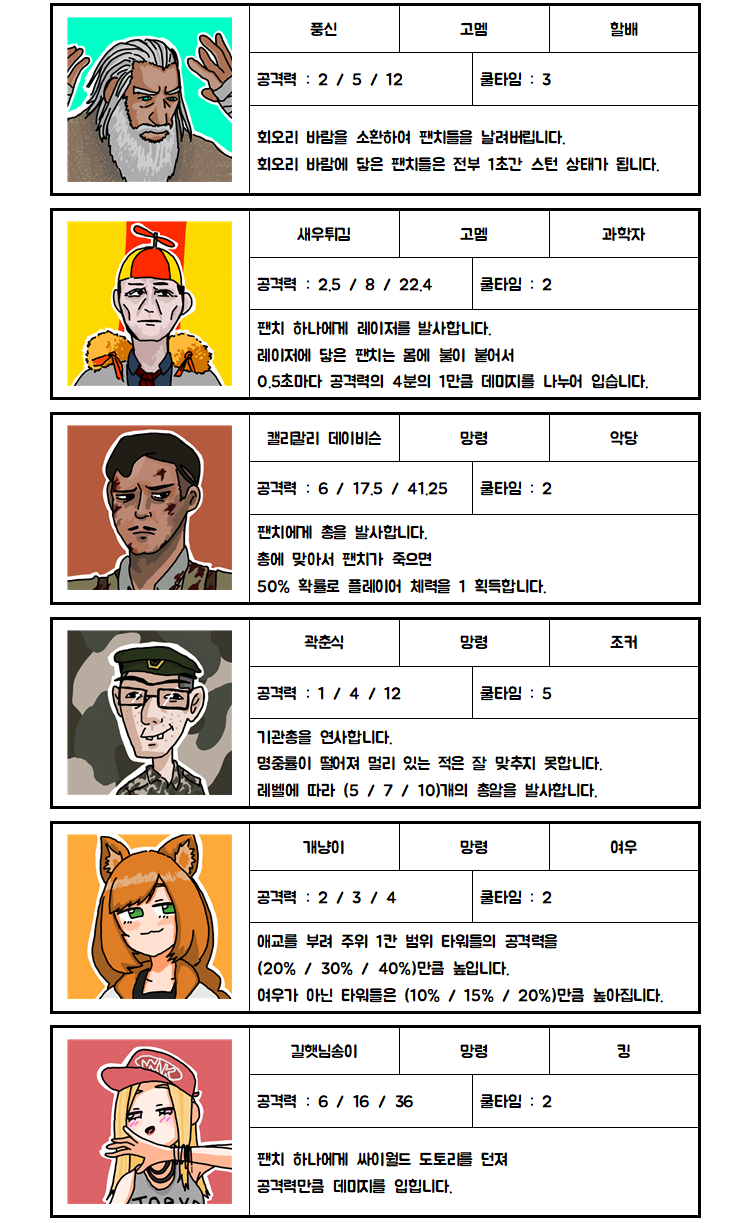 풍신 고멤 할배
공격력 : 2 / 5 / 12 쿨타임 : 3
회오리 바람을 소환하여 팬치들을 날려버립니다.
회오리 바람에 닿은 팬치들은 전부 1초간 스턴 상태가 됩니다.
새우튀김 고멤 과학자
공격력 : 2.5 / 8 / 22.4 쿨타임 : 2
팬치 하나에게 레이저를 발사합니다.
레이저에 닿은 팬치는 몸에 불이 붙어서
0.5초마다 공격력의 4분의 1만큼 데미지를 나누어 입습니다.
캘리칼리 데이비슨 망령 악당
공격력 : 6 / 17.5 / 41.25 쿨타임 : 2
팬치에게 총을 발사합니다.
총에 맞아서 팬치가 죽으면
50% 확률로 플레이어 체력을 1 획득합니다.
곽춘식 망령 조커
공격력 : 1 / 4 / 12 쿨타임 : 5
기관총을 연사합니다.
명중률이 떨어져 멀리 있는 적은 잘 맞추지 못합니다.
레벨에 따라 (5 / 7 / 10)개의 총알을 발사합니다.
개냥이 망령 여우
공격력 : 2 / 3 / 4 쿨타임 : 2
애교를 부려 주위 1칸 범위 타워들의 공격력을
(20% / 30% / 40%)만큼 높입니다.
여우가 아닌 타워들은 (10% / 15% / 20%)만큼 높아집니다.
WK
길햇닝송이 망령 킹
공격력 : 6 / 16 / 36 쿨타임 : 2
팬치 하나에게 싸이월드 도토리를 던져
공격력만큼 데미지를 입힙니다.